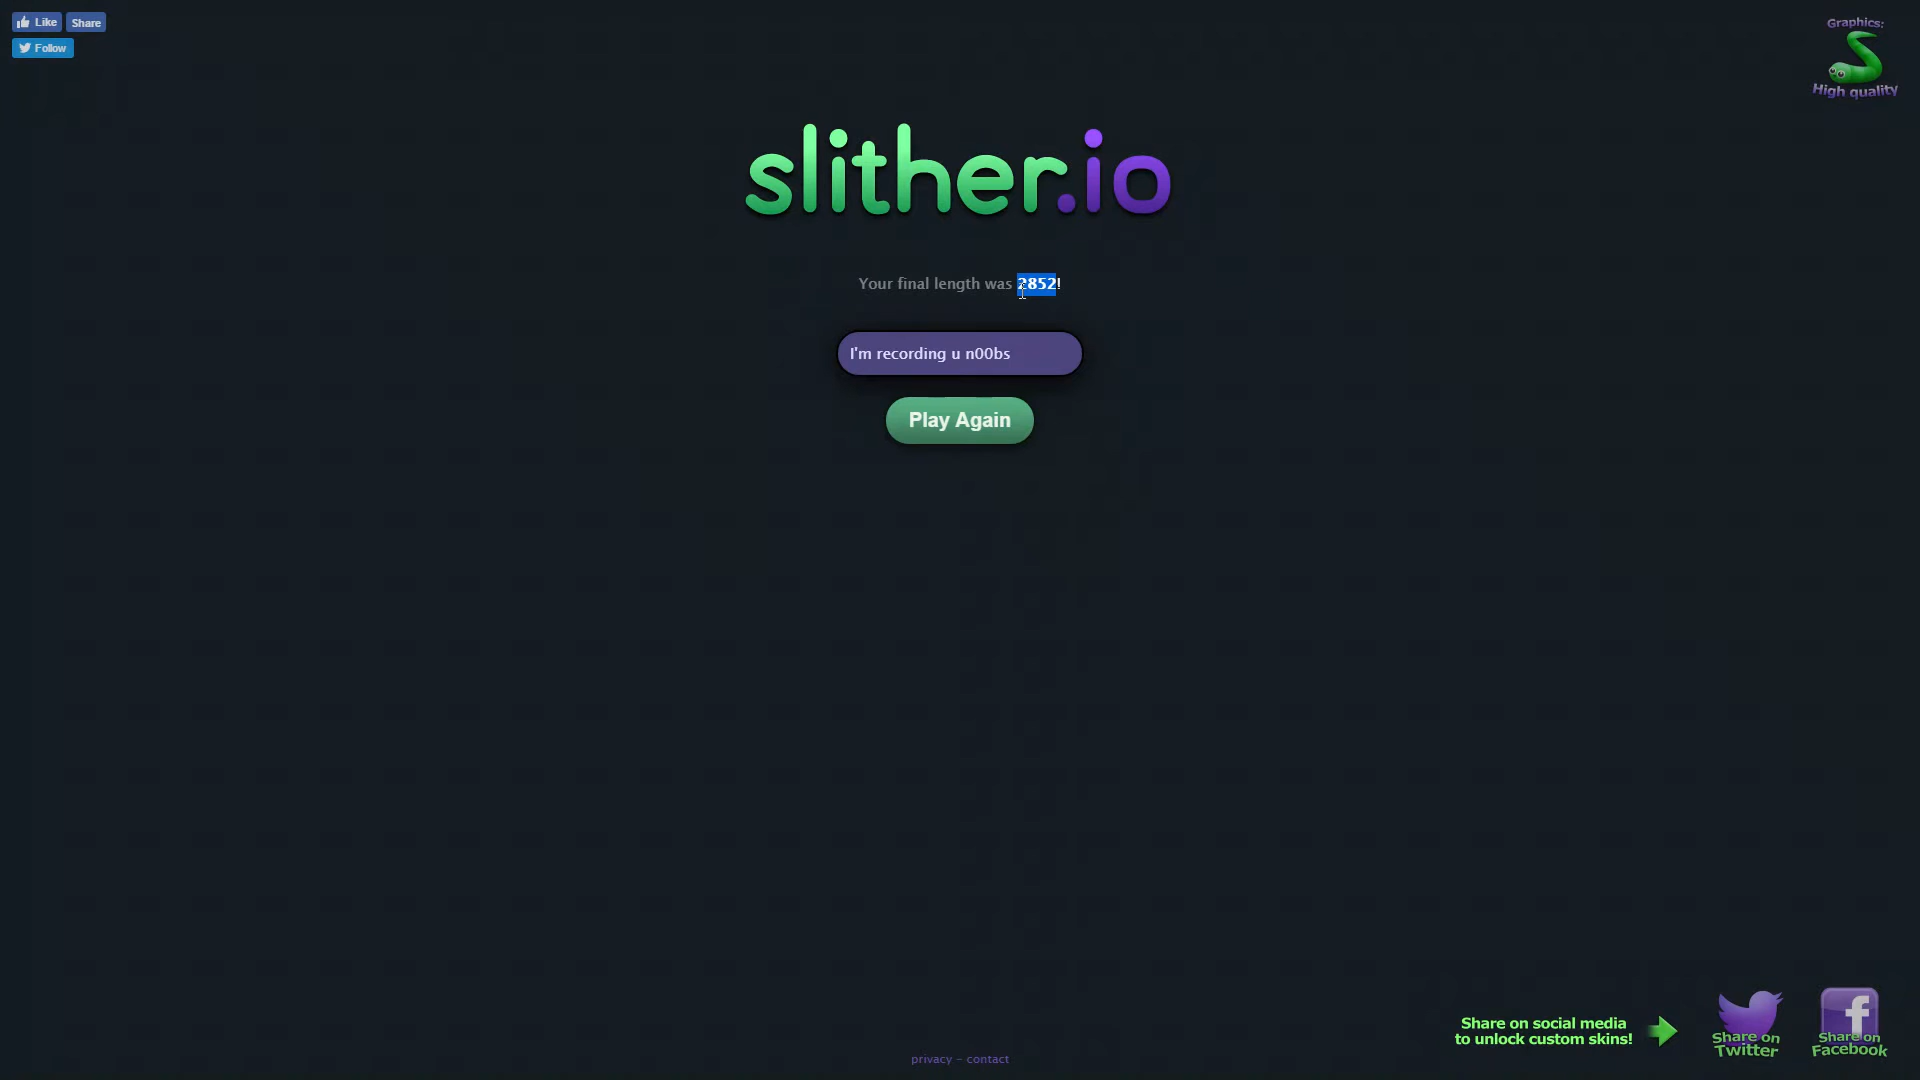 Like Share
Follow
Graphics:
High quality
slither.io
Your final length was 2852!
I'm recording u n00bs
Play Again
Share on social media
to unlock custom skins!
Share on
Twitter
f
Share on
Facebook
privacy - contact